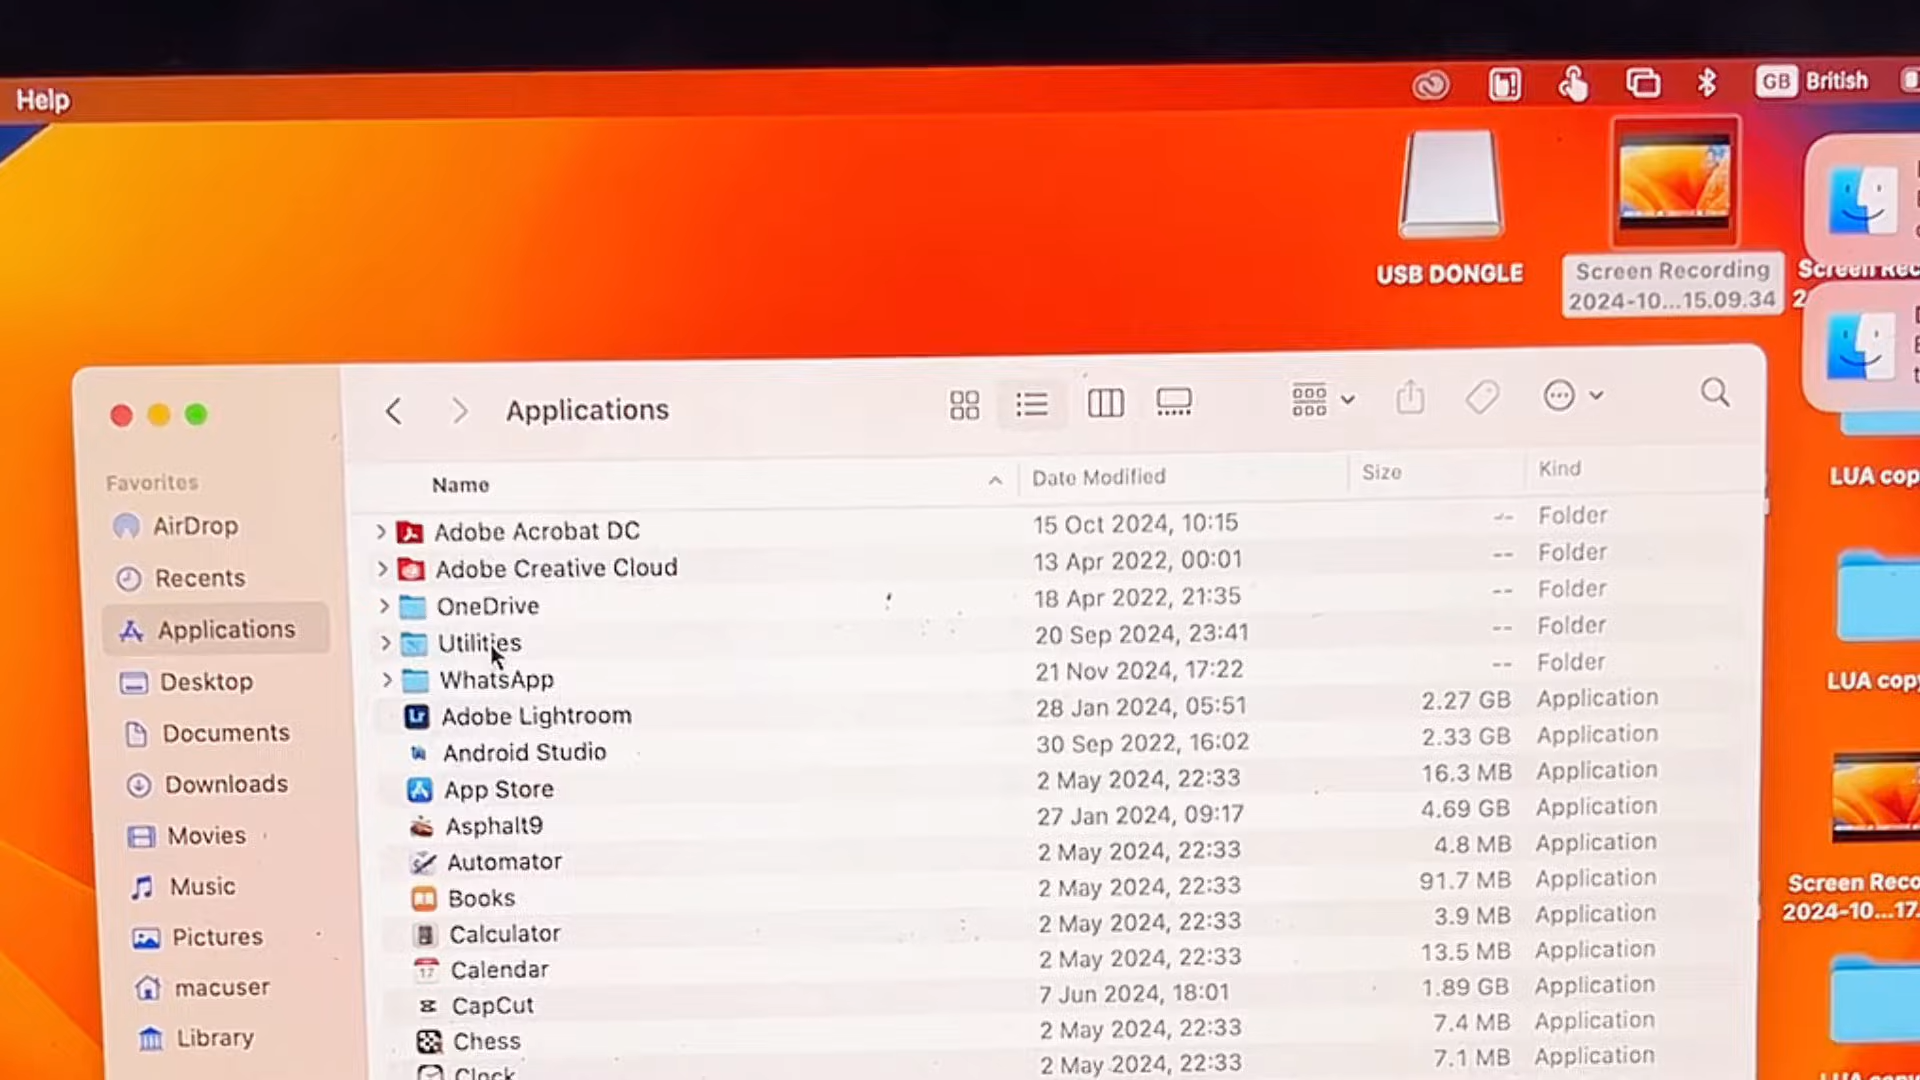 Help
GB British
USB DONGLE
Screen Recording
2024-10...15.09.34
Applications
Name
Date Modified
Size
Kind
Favorites
AirDrop
Recents
Applications
Desktop
Documents
Downloads
Movies
Music
Pictures
macuser
Library
Adobe Acrobat DC 15 Oct 2024, 10:15 -- Folder
Adobe Creative Cloud 13 Apr 2022, 00:01 -- Folder
OneDrive 18 Apr 2022, 21:35 -- Folder
Utilities 20 Sep 2024, 23:41 -- Folder
WhatsApp 21 Nov 2024, 17:22 -- Folder
Adobe Lightroom 28 Jan 2024, 05:51 2.27 GB Application
Android Studio 30 Sep 2022, 16:02 2.33 GB Application
App Store 2 May 2024, 22:33 16.3 MB Application
Asphalt9 27 Jan 2024, 09:17 4.69 GB Application
Automator 2 May 2024, 22:33 4.8 MB Application
Books 2 May 2024, 22:33 91.7 MB Application
Calculator 2 May 2024, 22:33 3.9 MB Application
Calendar 2 May 2024, 22:33 13.5 MB Application
CapCut 7 Jun 2024, 18:01 1.89 GB Application
Chess 2 May 2024, 22:33 7.4 MB Application
Clock 2 May 2024, 22:33 7.1 MB Application
LUA cop
LUA copy
Screen Reco
2024-10...17.